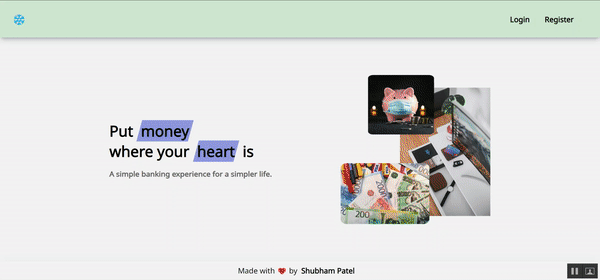 Login Register
Put money
where your heart is
A simple banking experience for a simpler life.
200
Made with ❤️ by Shubham Patel